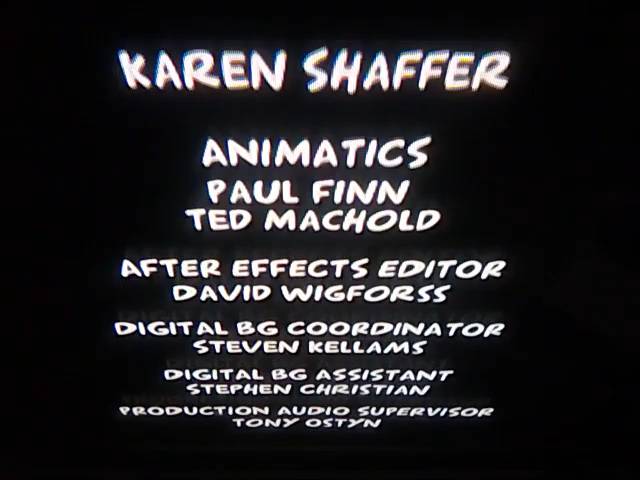 KAREN SHAFFER
ANIMATICS
PAUL FINN
TED MACHOLD
AFTER EFFECTS EDITOR
DAVID WIGFORSS
DIGITAL BG COORDINATOR
STEVEN KELLAMS
DIGITAL BG ASSISTANT
STEPHEN CHRISTIAN
PRODUCTION AUDIO SUPERVISOR
TONY OSTYN